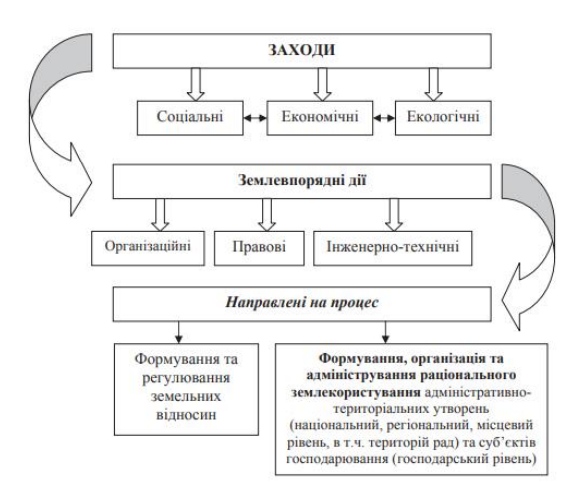 ЗАХОДИ
Соціальні
Економічні
Екологічні
Землевпорядні дії
Організаційні
Правові
Інженерно-технічні
Направлені на процес
Формування та
регулювання
земельних
відносин
Формування, організація та
адміністрування раціонального
землекористування адміністративно-
територіальних утворень
(національний, регіональний, місцевий
рівень, в т.ч. територій рад) та суб’єктів
господарювання (господарський рівень)